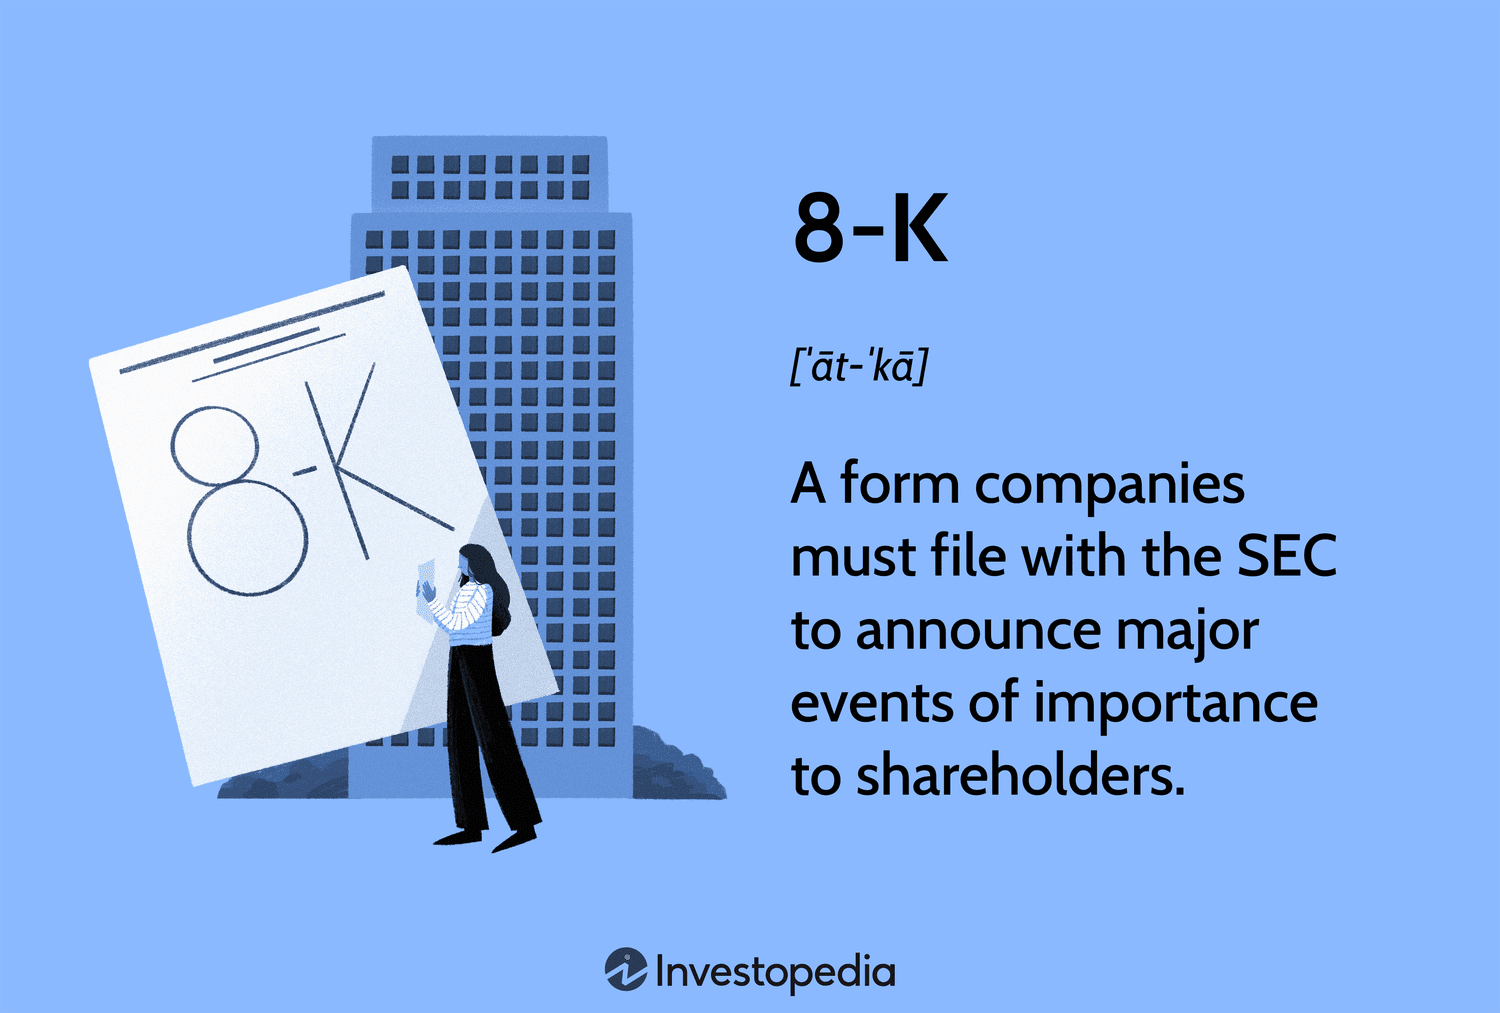 8-K
8-K
[ˈāt-ˈkā]
A form companies
must file with the SEC
to announce major
events of importance
to shareholders.
Investopedia